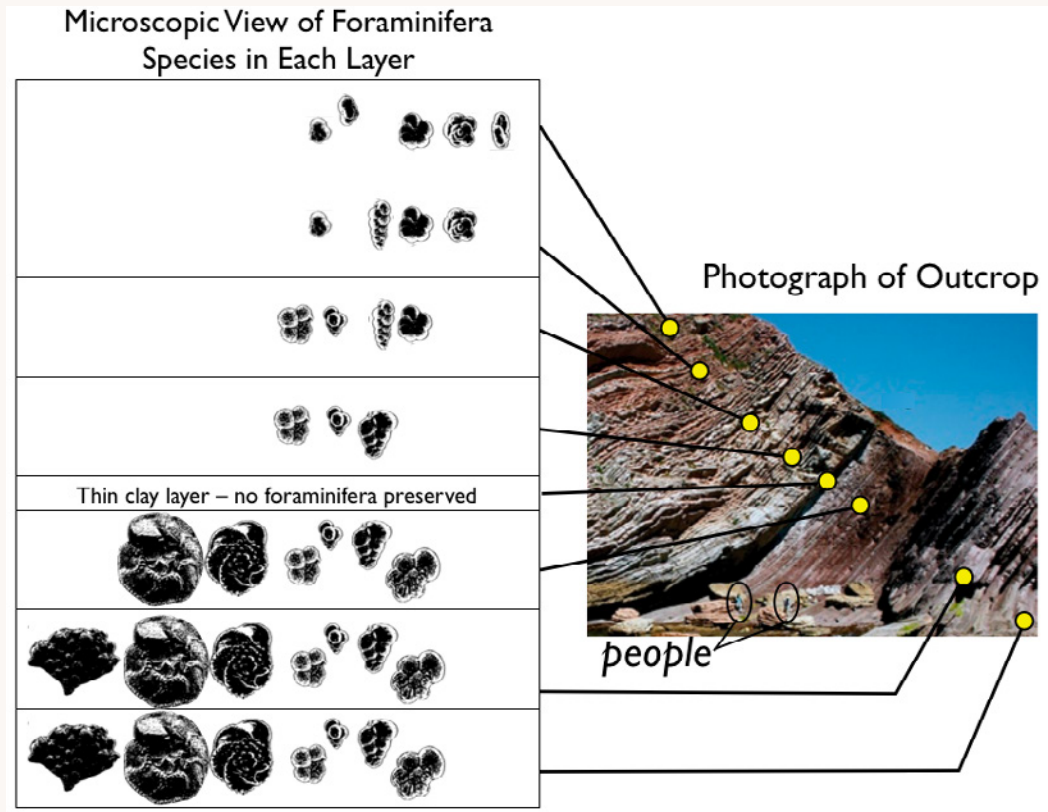 Microscopic View of Foraminifera
Species in Each Layer
Photograph of Outcrop
Thin clay layer – no foraminifera preserved
people